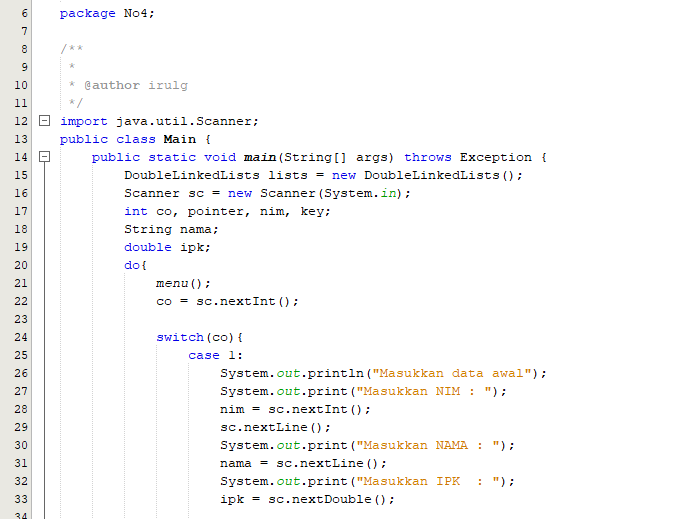 6 package No4;
7
8 /**
9 *
10 * @author irulg
11 */
12 import java.util.Scanner;
13 public class Main {
14 public static void main(String[] args) throws Exception {
15 DoubleLinkedLists lists = new DoubleLinkedLists();
16 Scanner sc = new Scanner(System.in);
17 int co, pointer, nim, key;
18 String nama;
19 double ipk;
20 do{
21 menu();
22 co = sc.nextInt();
23
24 switch(co){
25 case 1:
26 System.out.println("Masukkan data awal");
27 System.out.print("Masukkan NIM : ");
28 nim = sc.nextInt();
29 sc.nextLine();
30 System.out.print("Masukkan NAMA : ");
31 nama = sc.nextLine();
32 System.out.print("Masukkan IPK  : ");
33 ipk = sc.nextDouble();
34